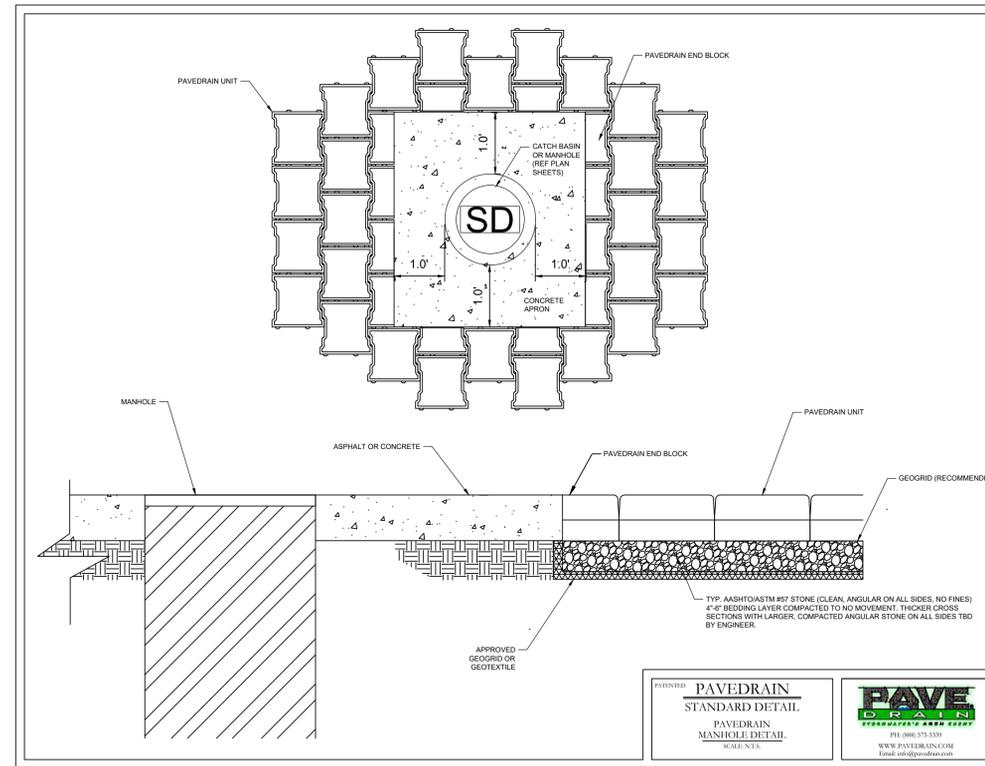 PAVEDRAIN UNIT
PAVEDRAIN END BLOCK
1.0'
CATCH BASIN
OR MANHOLE
(REF PLAN
SHEETS)
SD
1.0'
1.0'
1.0'
CONCRETE
APRON
MANHOLE
PAVEDRAIN UNIT
ASPHALT OR CONCRETE
PAVEDRAIN END BLOCK
GEOGRID (RECOMMENDE
TYP. AASHTO/ASTM #57 STONE (CLEAN, ANGULAR ON ALL SIDES, NO FINES)
4"-6" BEDDING LAYER COMPACTED TO NO MOVEMENT. THICKER CROSS
SECTIONS WITH LARGER, COMPACTED ANGULAR STONE ON ALL SIDES TBD
BY ENGINEER.
APPROVED
GEOGRID OR
GEOTEXTILE
PATENTED
PAVEDRAIN
STANDARD DETAIL
PAVEDRAIN
MANHOLE DETAIL
SCALE: N.T.S.
PAVE
DRAIN
STORMWATER'S ARCH ENEMY
PH: (888) 575-5339
WWW.PAVEDRAIN.COM
Email: info@pavedrain.com